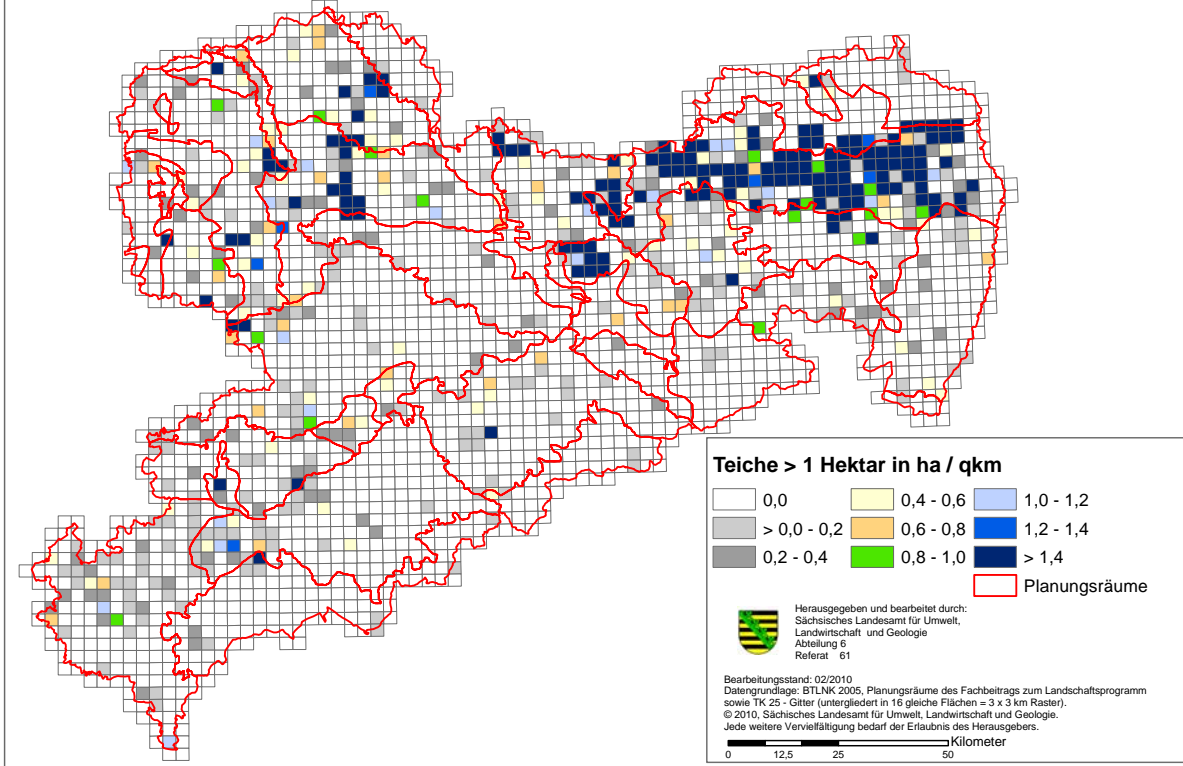 Teiche > 1 Hektar in ha / qkm
0,0
0,4 - 0,6
1,0 - 1,2
> 0,0 - 0,2
0,6 - 0,8
1,2 - 1,4
0,2 - 0,4
0,8 - 1,0
> 1,4
Planungsräume
Herausgegeben und bearbeitet durch:
Sächsisches Landesamt für Umwelt,
Landwirtschaft und Geologie
Abteilung 6
Referat 61
Bearbeitungsstand: 02/2010
Datengrundlage: BTLNK 2005, Planungsräume des Fachbeitrags zum Landschaftsprogramm
sowie TK 25 - Gitter (untergliedert in 16 gleiche Flächen = 3 x 3 km Raster).
© 2010, Sächsisches Landesamt für Umwelt, Landwirtschaft und Geologie.
Jede weitere Vervielfältigung bedarf der Erlaubnis des Herausgebers.
Kilometer
0 12,5 25 50